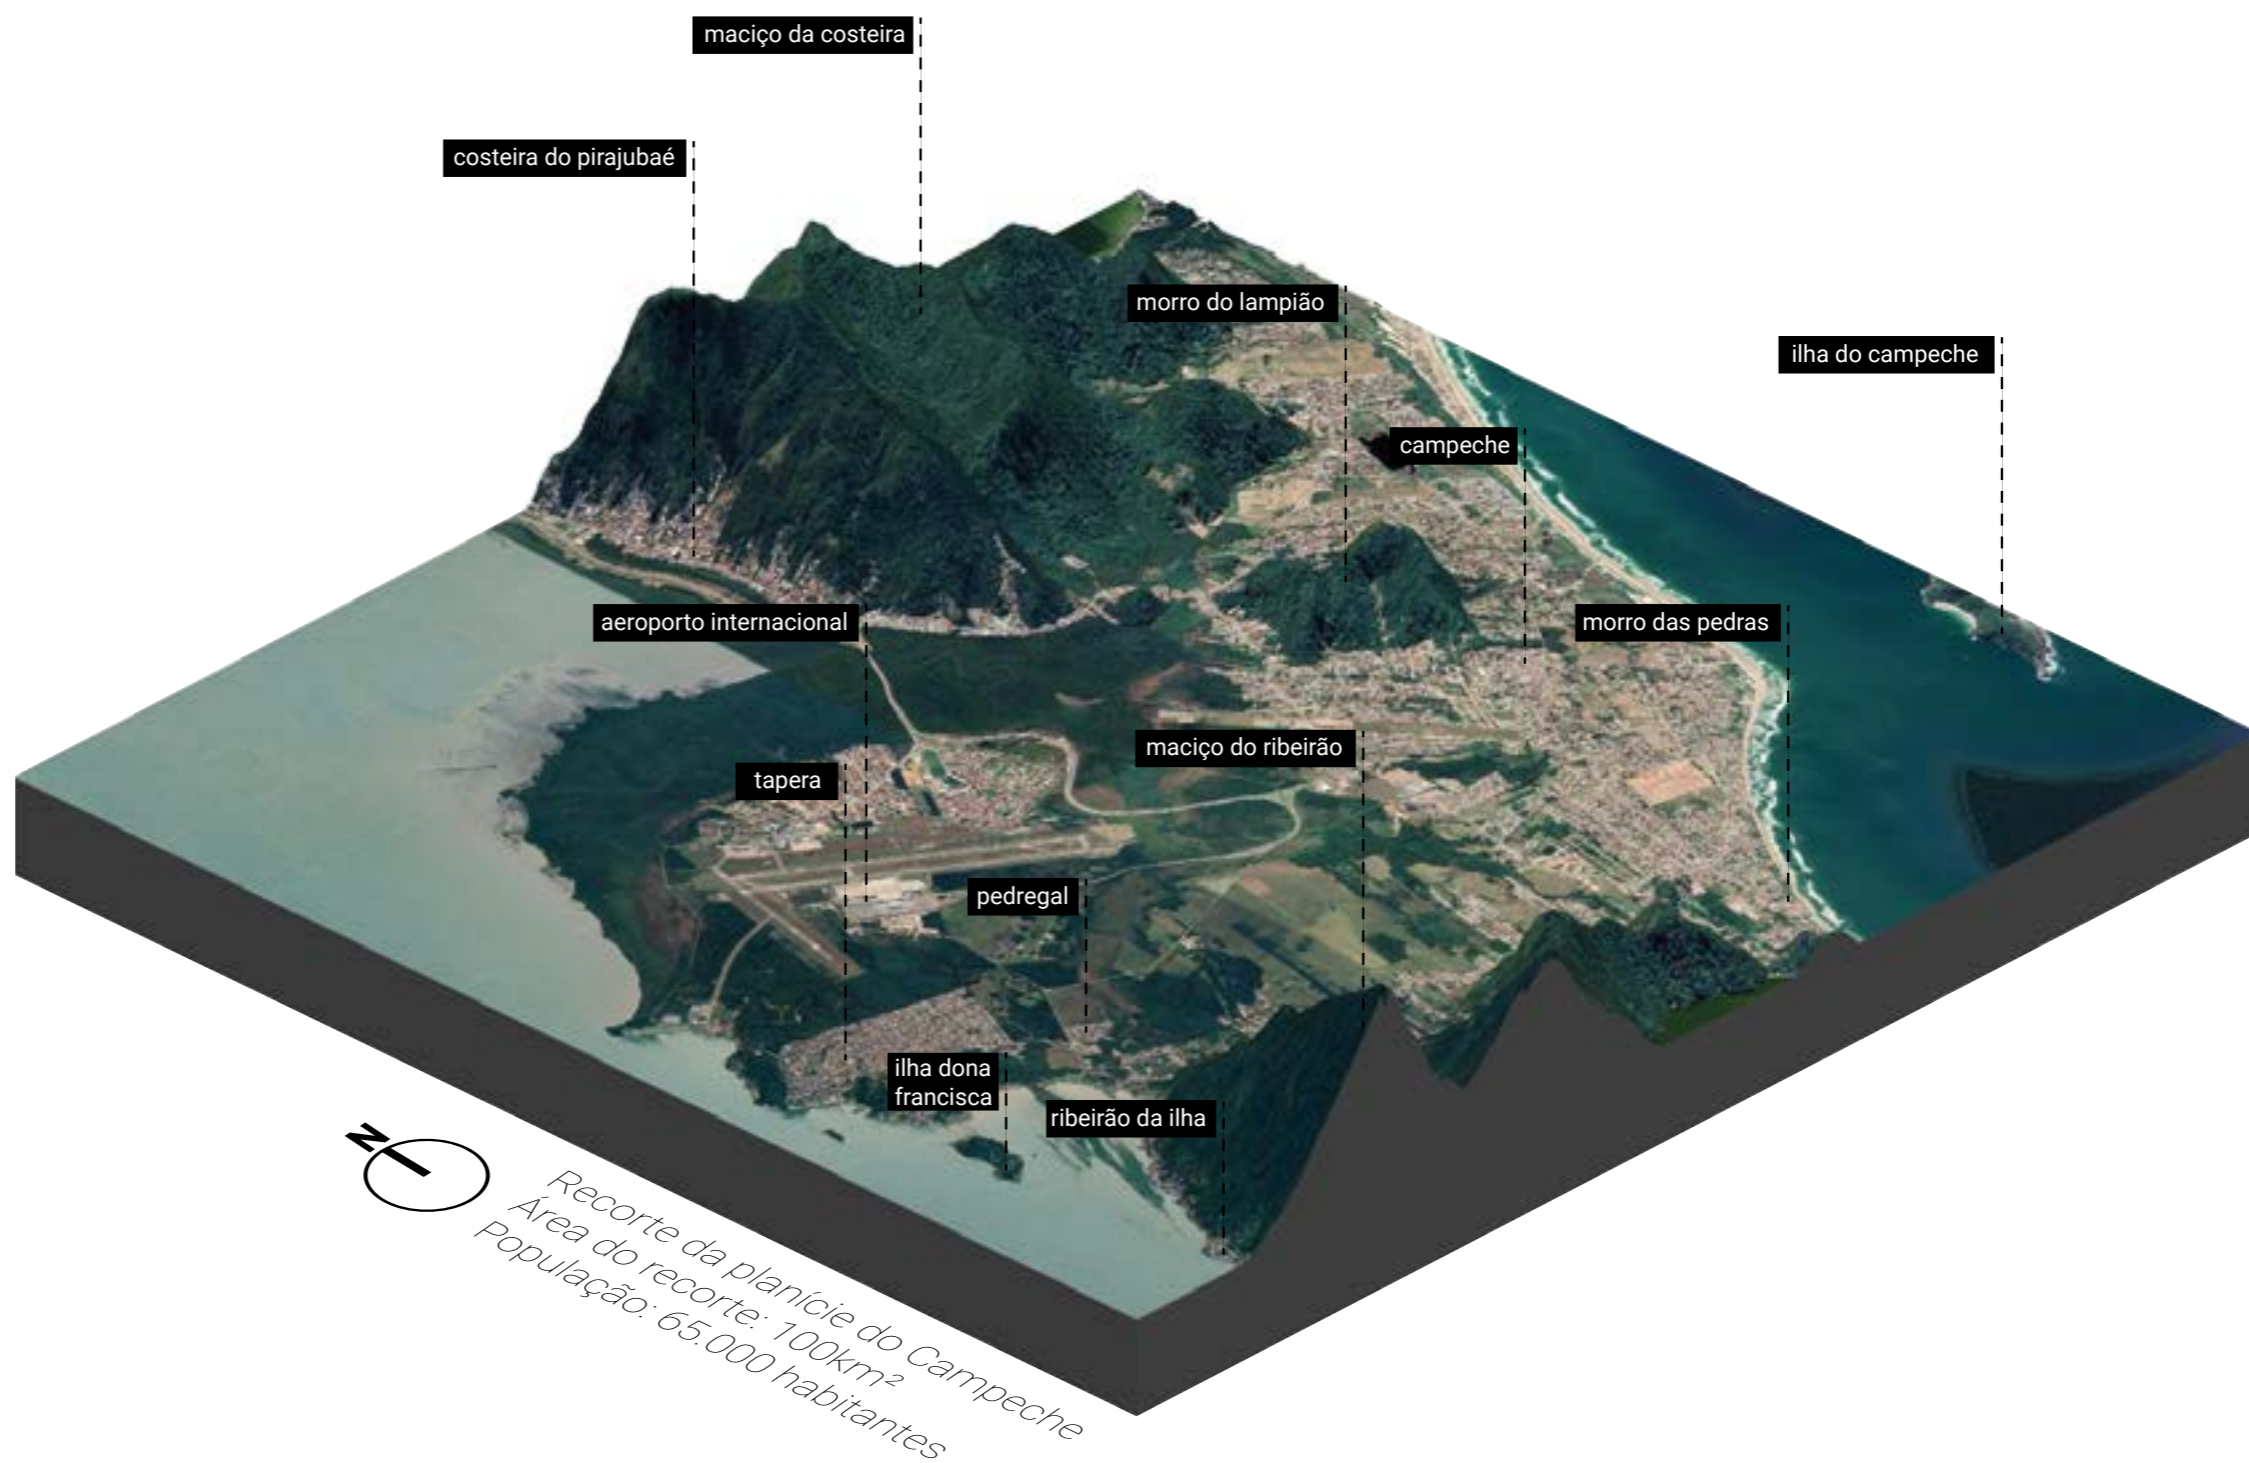 maciço da costeira
costeira do pirajubaé
morro do lampião
ilha do campeche
campeche
aeroporto internacional
morro das pedras
maciço do ribeirão
tapera
pedregal
ilha dona
francisca
ribeirão da ilha
N
Recorte da planície do Campeche
Área do recorte: 100km²
População: 65.000 habitantes